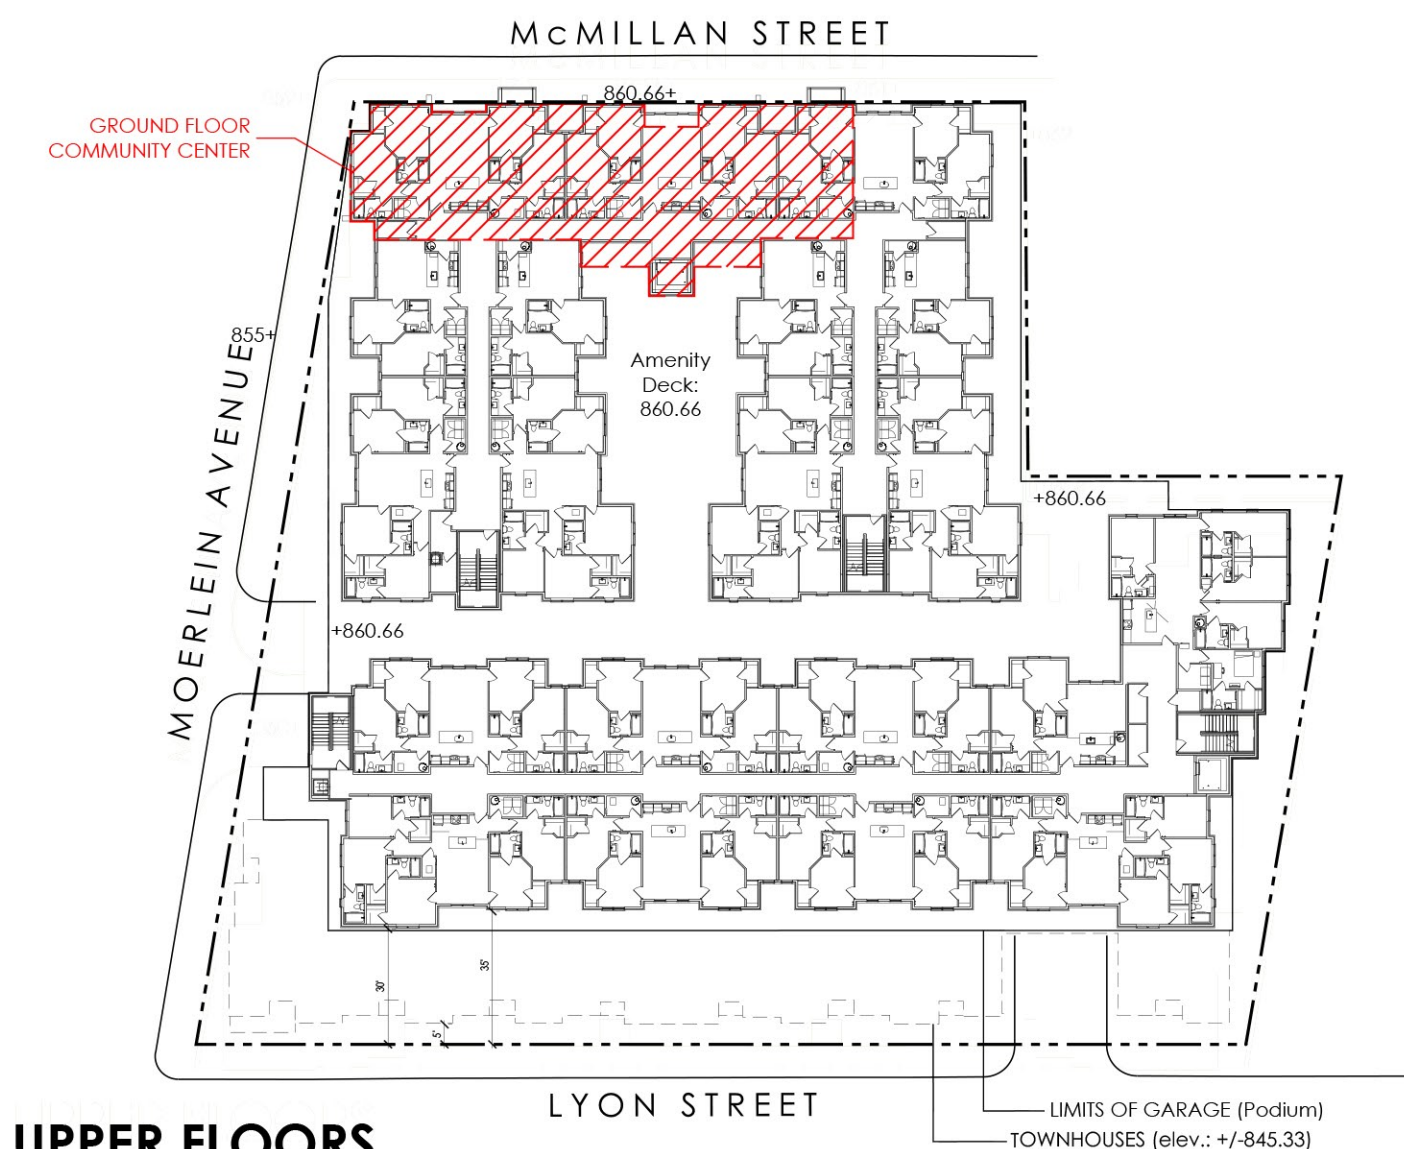 McMILLAN STREET
860.66+
GROUND FLOOR
COMMUNITY CENTER
855+
MOERLEIN AVENUE
Amenity
Deck:
860.66
+860.66
+860.66
30'
35'
5'
LYON STREET
LIMITS OF GARAGE (Podium)
TOWNHOUSES (elev.: +/-845.33)
UPPER FLOORS